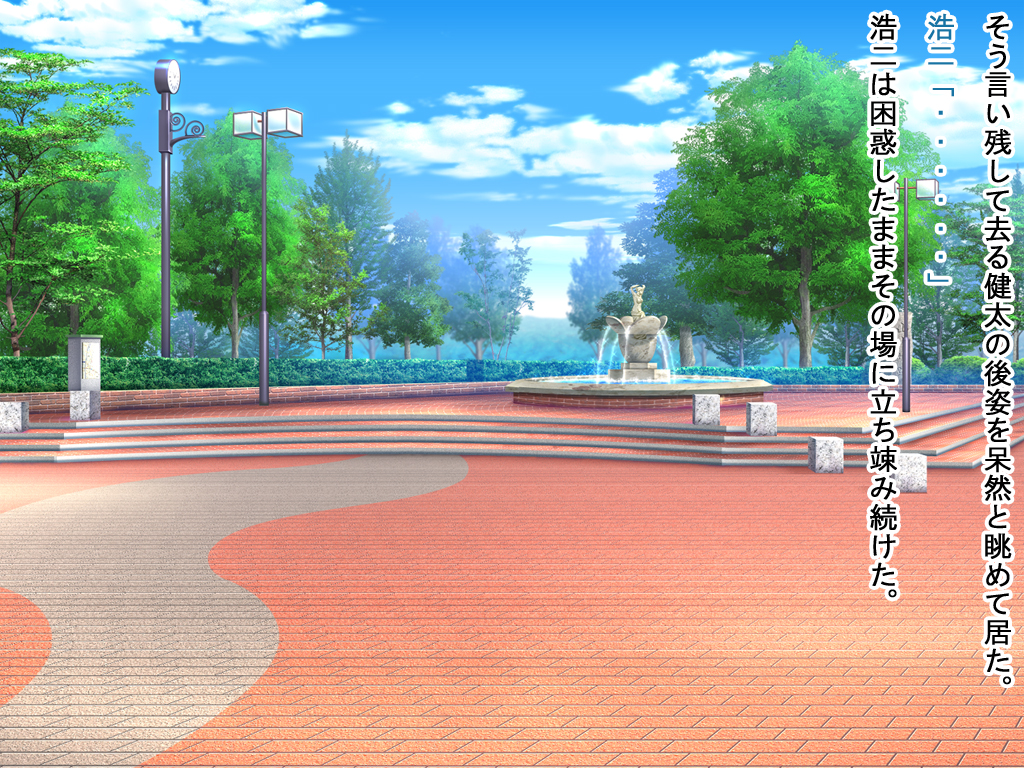 そう言い残して去る健太の後姿を呆然と眺めて居た。
浩二「・・・・・・」
浩二は困惑したままその場に立ち竦み続けた。